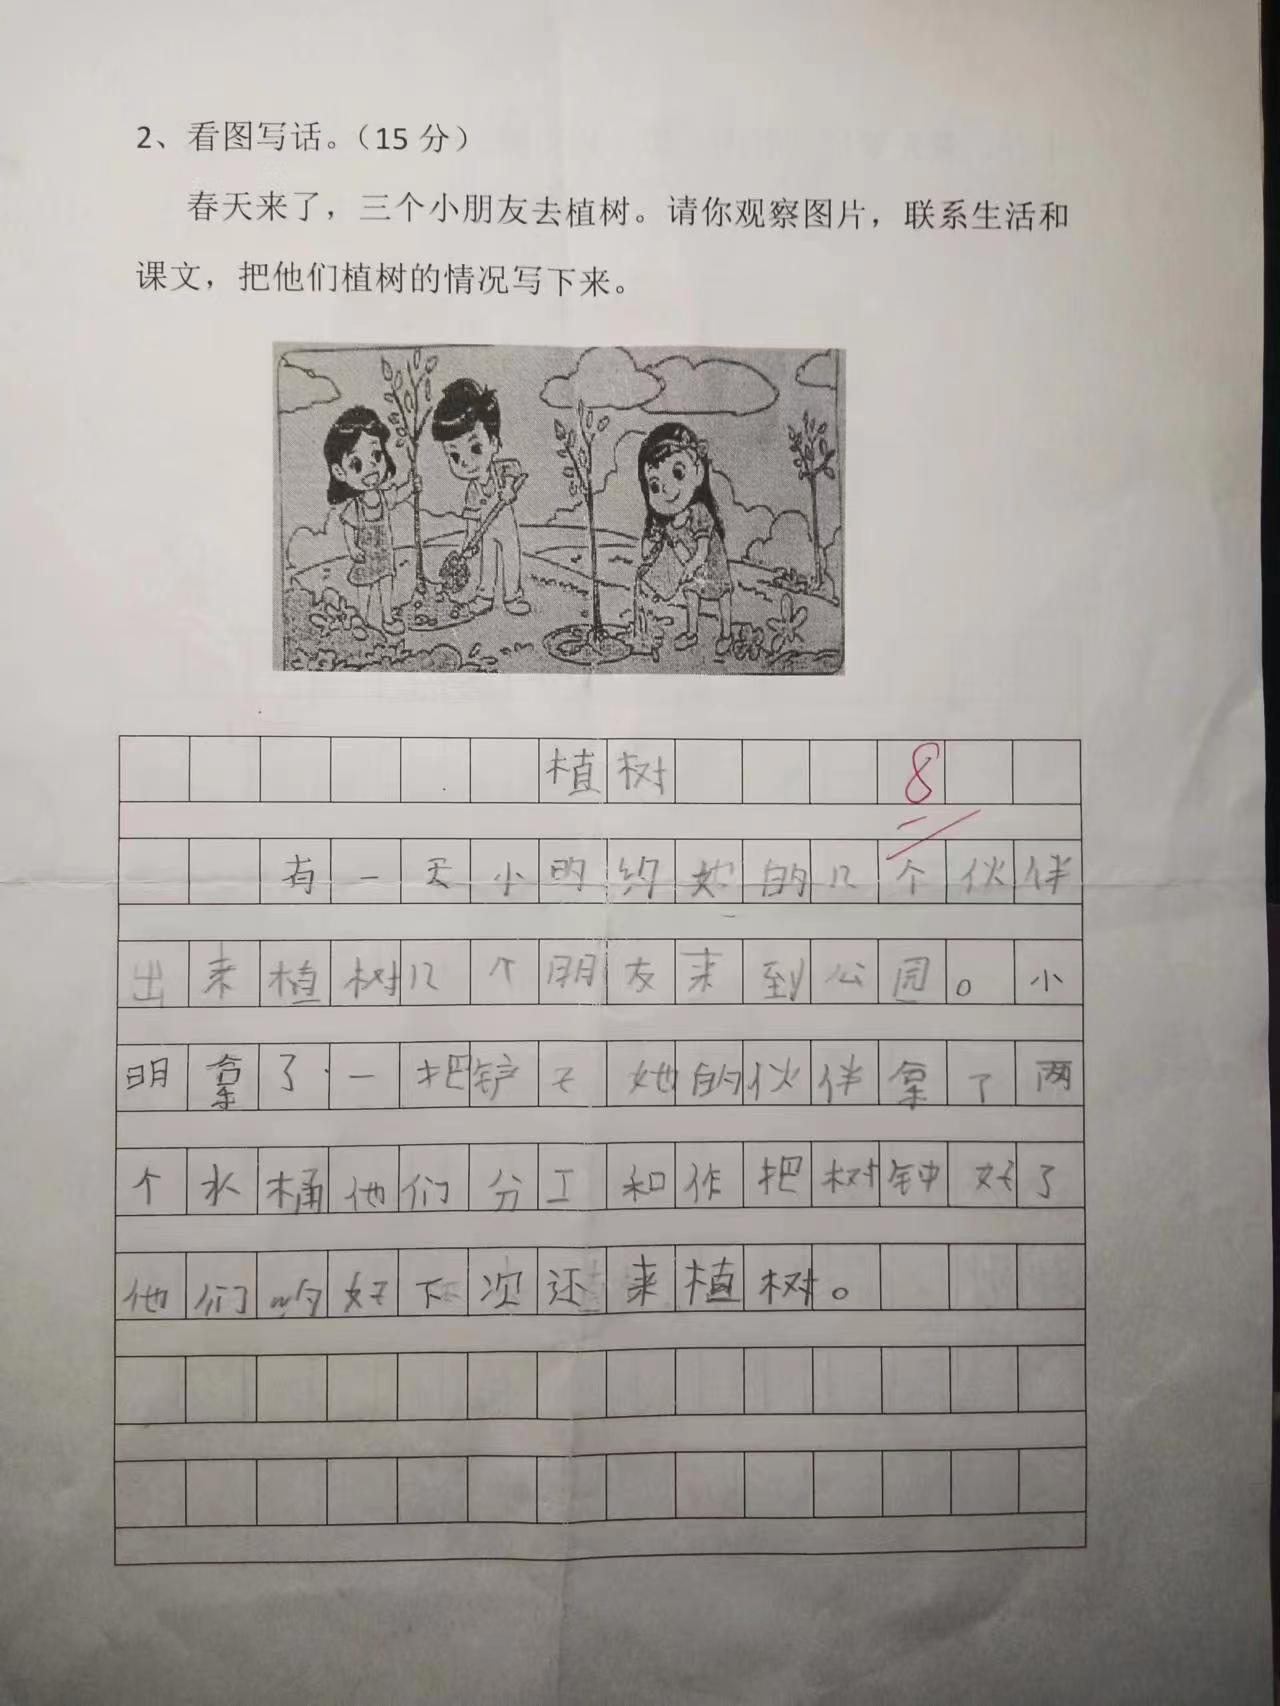 2、看图写话。（15 分）
春天来了，三个小朋友去植树。请你观察图片，联系生活和
课文，把他们植树的情况写下来。
植树
8
有一天小明约她的几个伙伴
出来植树几个朋友来到公园。小
明拿了一把铲子她的伙伴拿了两
个水桶他们分工和作把树钟好了
他们约好下次还来植树。